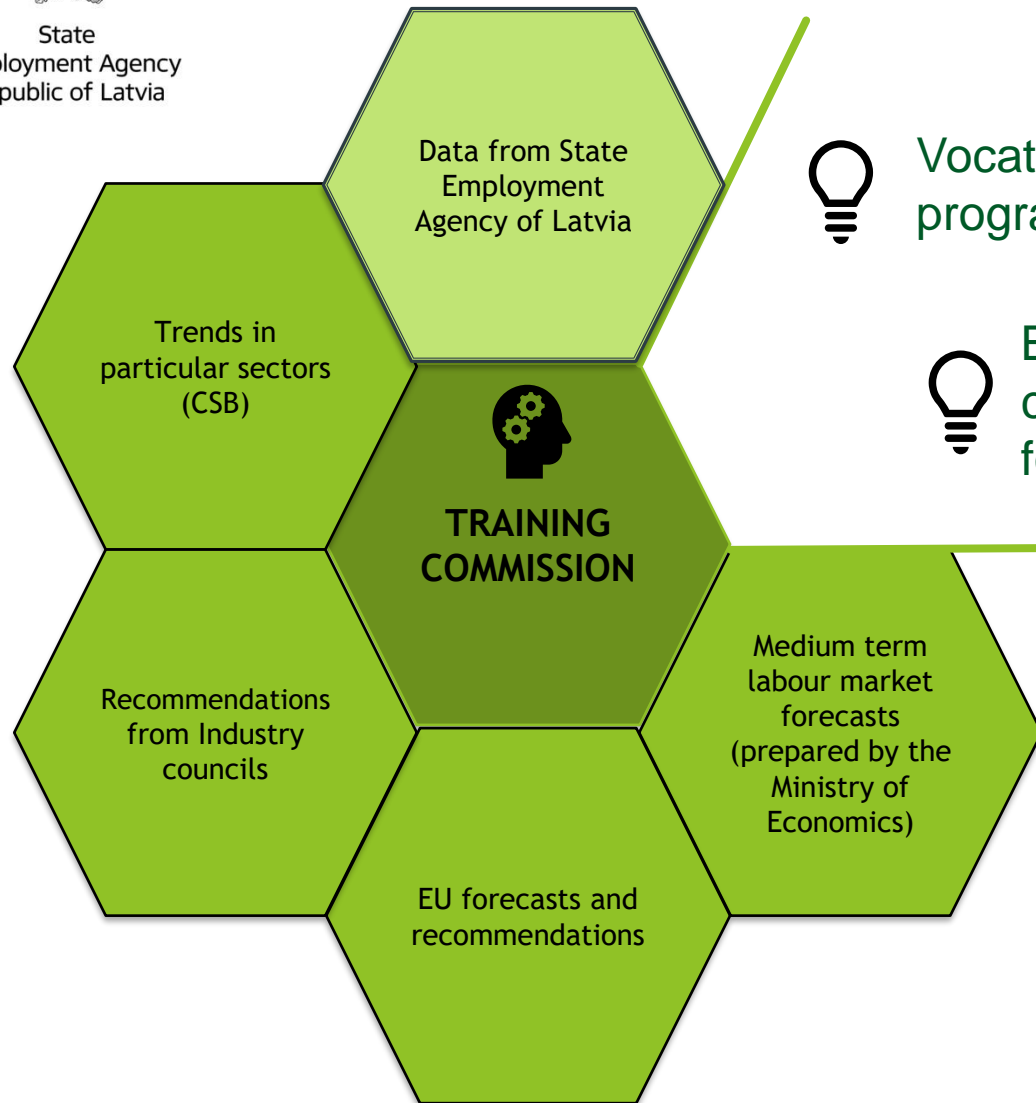 State
ployment Agency
public of Latvia
Data from State
Employment
Agency of Latvia
Vocat
progra
Trends in
particular sectors
(CSB)
TRAINING
COMMISSION
Recommendations
from Industry
councils
Medium term
labour market
forecasts
(prepared by the
Ministry of
Economics)
EU forecasts and
recommendations